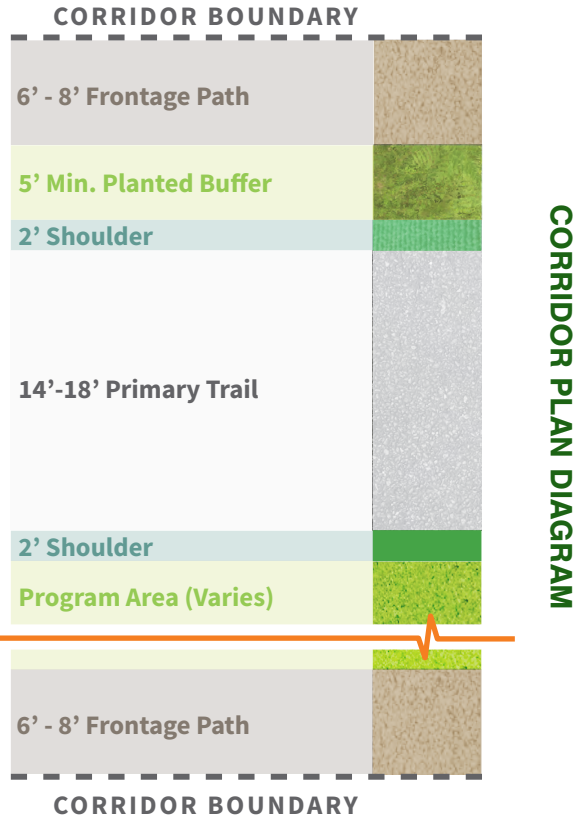 CORRIDOR BOUNDARY
6’ - 8’ Frontage Path
5’ Min. Planted Buffer
2’ Shoulder
14’-18’ Primary Trail
2’ Shoulder
Program Area (Varies)
6’ - 8’ Frontage Path
CORRIDOR BOUNDARY
CORRIDOR PLAN DIAGRAM